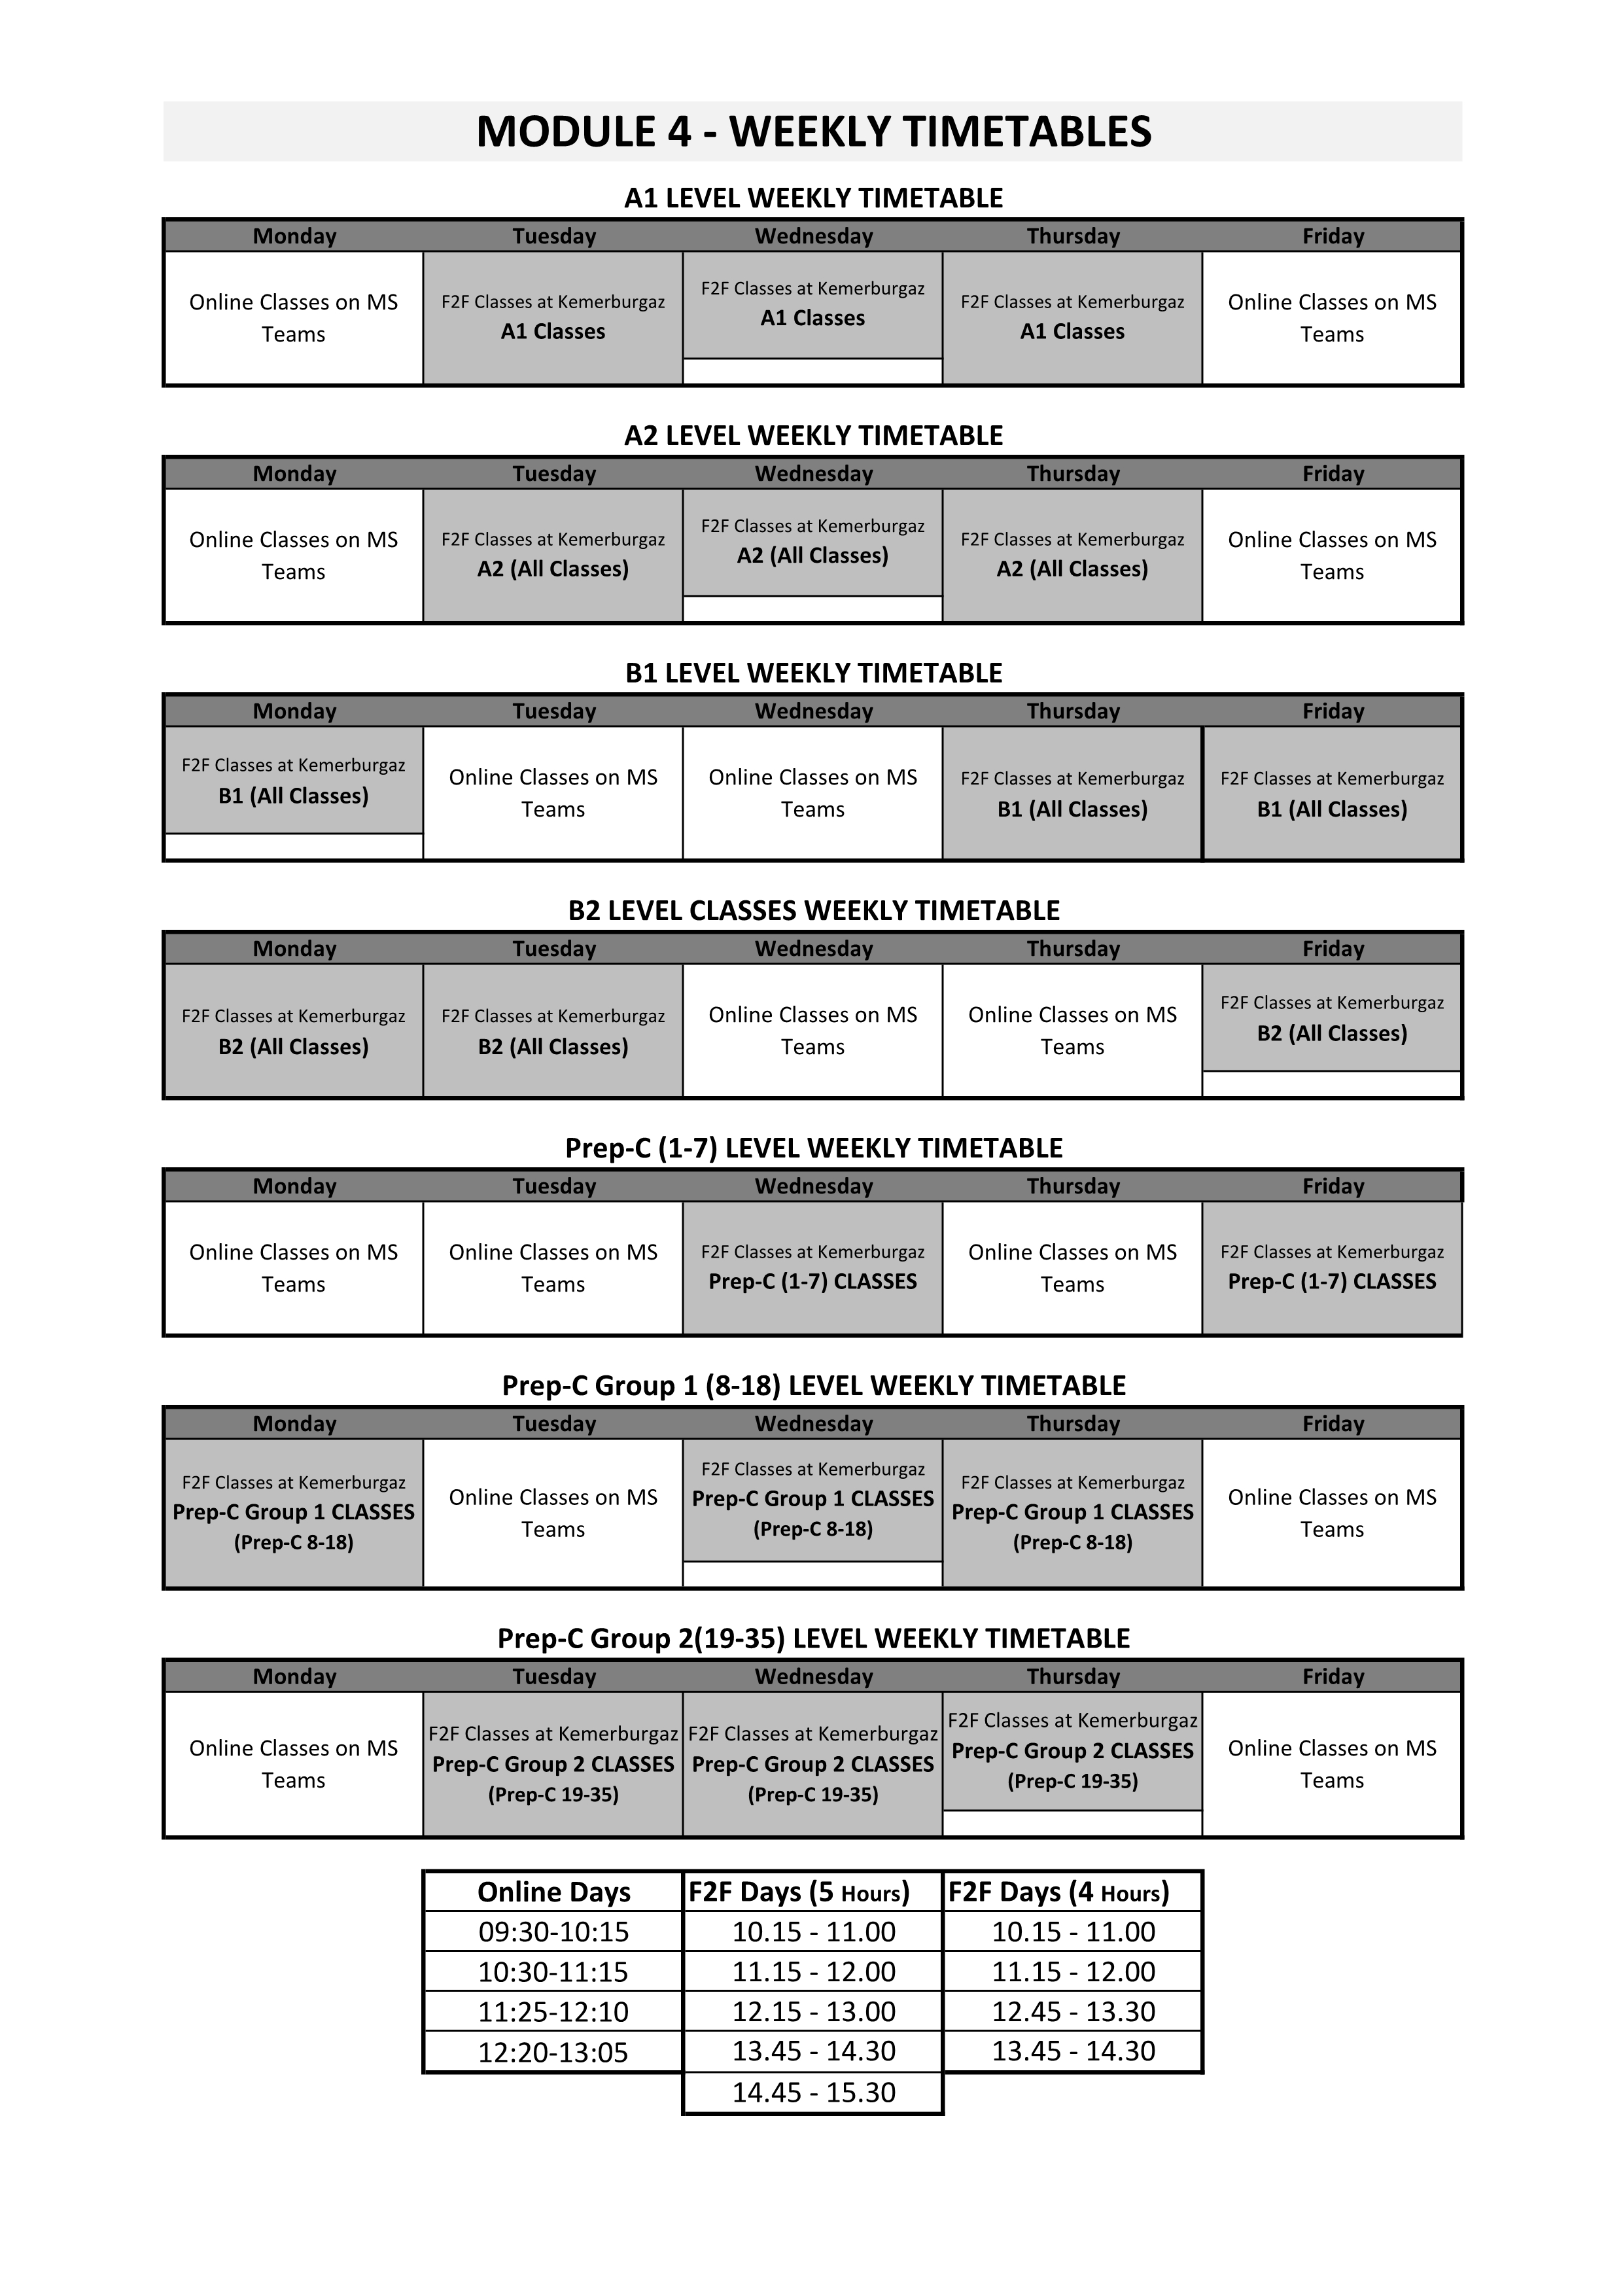 MODULE 4 - WEEKLY TIMETABLES
A1 LEVEL WEEKLY TIMETABLE
Monday Tuesday Wednesday Thursday Friday
Online Classes on MS
Teams
F2F Classes at Kemerburgaz
A1 Classes
F2F Classes at Kemerburgaz
A1 Classes
F2F Classes at Kemerburgaz
A1 Classes
Online Classes on MS
Teams
A2 LEVEL WEEKLY TIMETABLE
Monday Tuesday Wednesday Thursday Friday
Online Classes on MS
Teams
F2F Classes at Kemerburgaz
A2 (All Classes)
F2F Classes at Kemerburgaz
A2 (All Classes)
F2F Classes at Kemerburgaz
A2 (All Classes)
Online Classes on MS
Teams
B1 LEVEL WEEKLY TIMETABLE
Monday Tuesday Wednesday Thursday Friday
F2F Classes at Kemerburgaz
B1 (All Classes)
Online Classes on MS
Teams
Online Classes on MS
Teams
F2F Classes at Kemerburgaz
B1 (All Classes)
F2F Classes at Kemerburgaz
B1 (All Classes)
B2 LEVEL CLASSES WEEKLY TIMETABLE
Monday Tuesday Wednesday Thursday Friday
F2F Classes at Kemerburgaz
B2 (All Classes)
F2F Classes at Kemerburgaz
B2 (All Classes)
Online Classes on MS
Teams
Online Classes on MS
Teams
F2F Classes at Kemerburgaz
B2 (All Classes)
Prep-C (1-7) LEVEL WEEKLY TIMETABLE
Monday Tuesday Wednesday Thursday Friday
Online Classes on MS
Teams
Online Classes on MS
Teams
F2F Classes at Kemerburgaz
Prep-C (1-7) CLASSES
Online Classes on MS
Teams
F2F Classes at Kemerburgaz
Prep-C (1-7) CLASSES
Prep-C Group 1 (8-18) LEVEL WEEKLY TIMETABLE
Monday Tuesday Wednesday Thursday Friday
F2F Classes at Kemerburgaz
Prep-C Group 1 CLASSES
(Prep-C 8-18)
Online Classes on MS
Teams
F2F Classes at Kemerburgaz
Prep-C Group 1 CLASSES
(Prep-C 8-18)
F2F Classes at Kemerburgaz
Prep-C Group 1 CLASSES
(Prep-C 8-18)
Online Classes on MS
Teams
Prep-C Group 2(19-35) LEVEL WEEKLY TIMETABLE
Monday Tuesday Wednesday Thursday Friday
Online Classes on MS
Teams
F2F Classes at Kemerburgaz
Prep-C Group 2 CLASSES
(Prep-C 19-35)
F2F Classes at Kemerburgaz
Prep-C Group 2 CLASSES
(Prep-C 19-35)
F2F Classes at Kemerburgaz
Prep-C Group 2 CLASSES
(Prep-C 19-35)
Online Classes on MS
Teams
Online Days F2F Days (5 Hours) F2F Days (4 Hours)
09:30-10:15 10.15 - 11.00 10.15 - 11.00
10:30-11:15 11.15 - 12.00 11.15 - 12.00
11:25-12:10 12.15 - 13.00 12.45 - 13.30
12:20-13:05 13.45 - 14.30 13.45 - 14.30
14.45 - 15.30